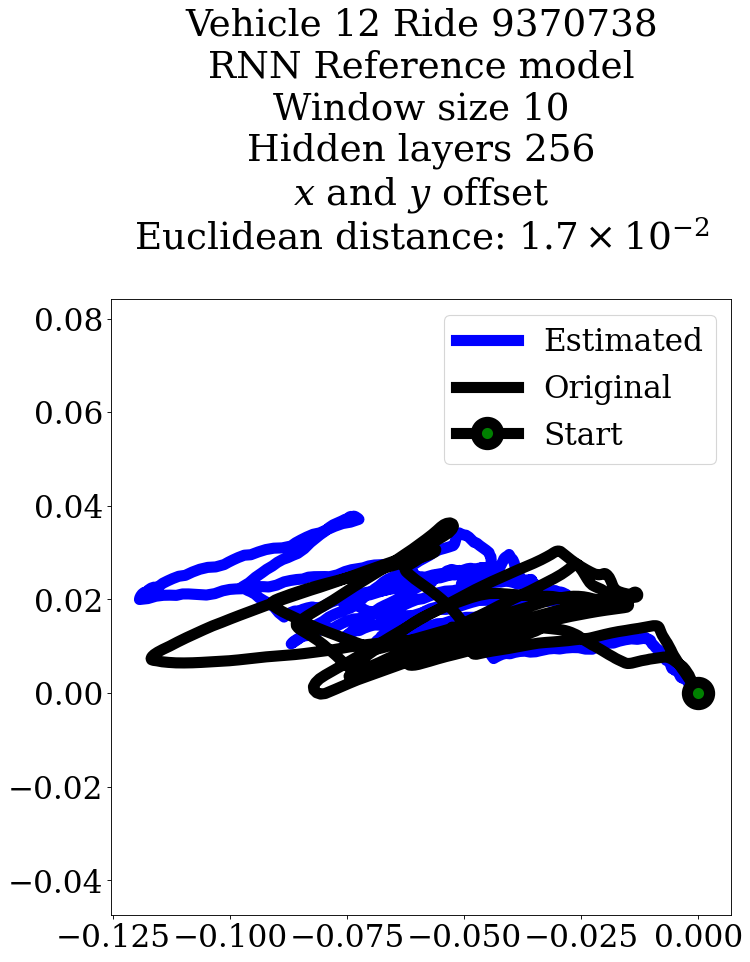 Vehicle 12 Ride 9370738
RNN Reference model
Window size 10
Hidden layers 256
x and y offset
Euclidean distance: 1.7 × 10⁻²
Estimated
Original
Start
0.08
0.06
0.04
0.02
0.00
−0.02
−0.04
−0.125 −0.100 −0.075 −0.050 −0.025 0.000